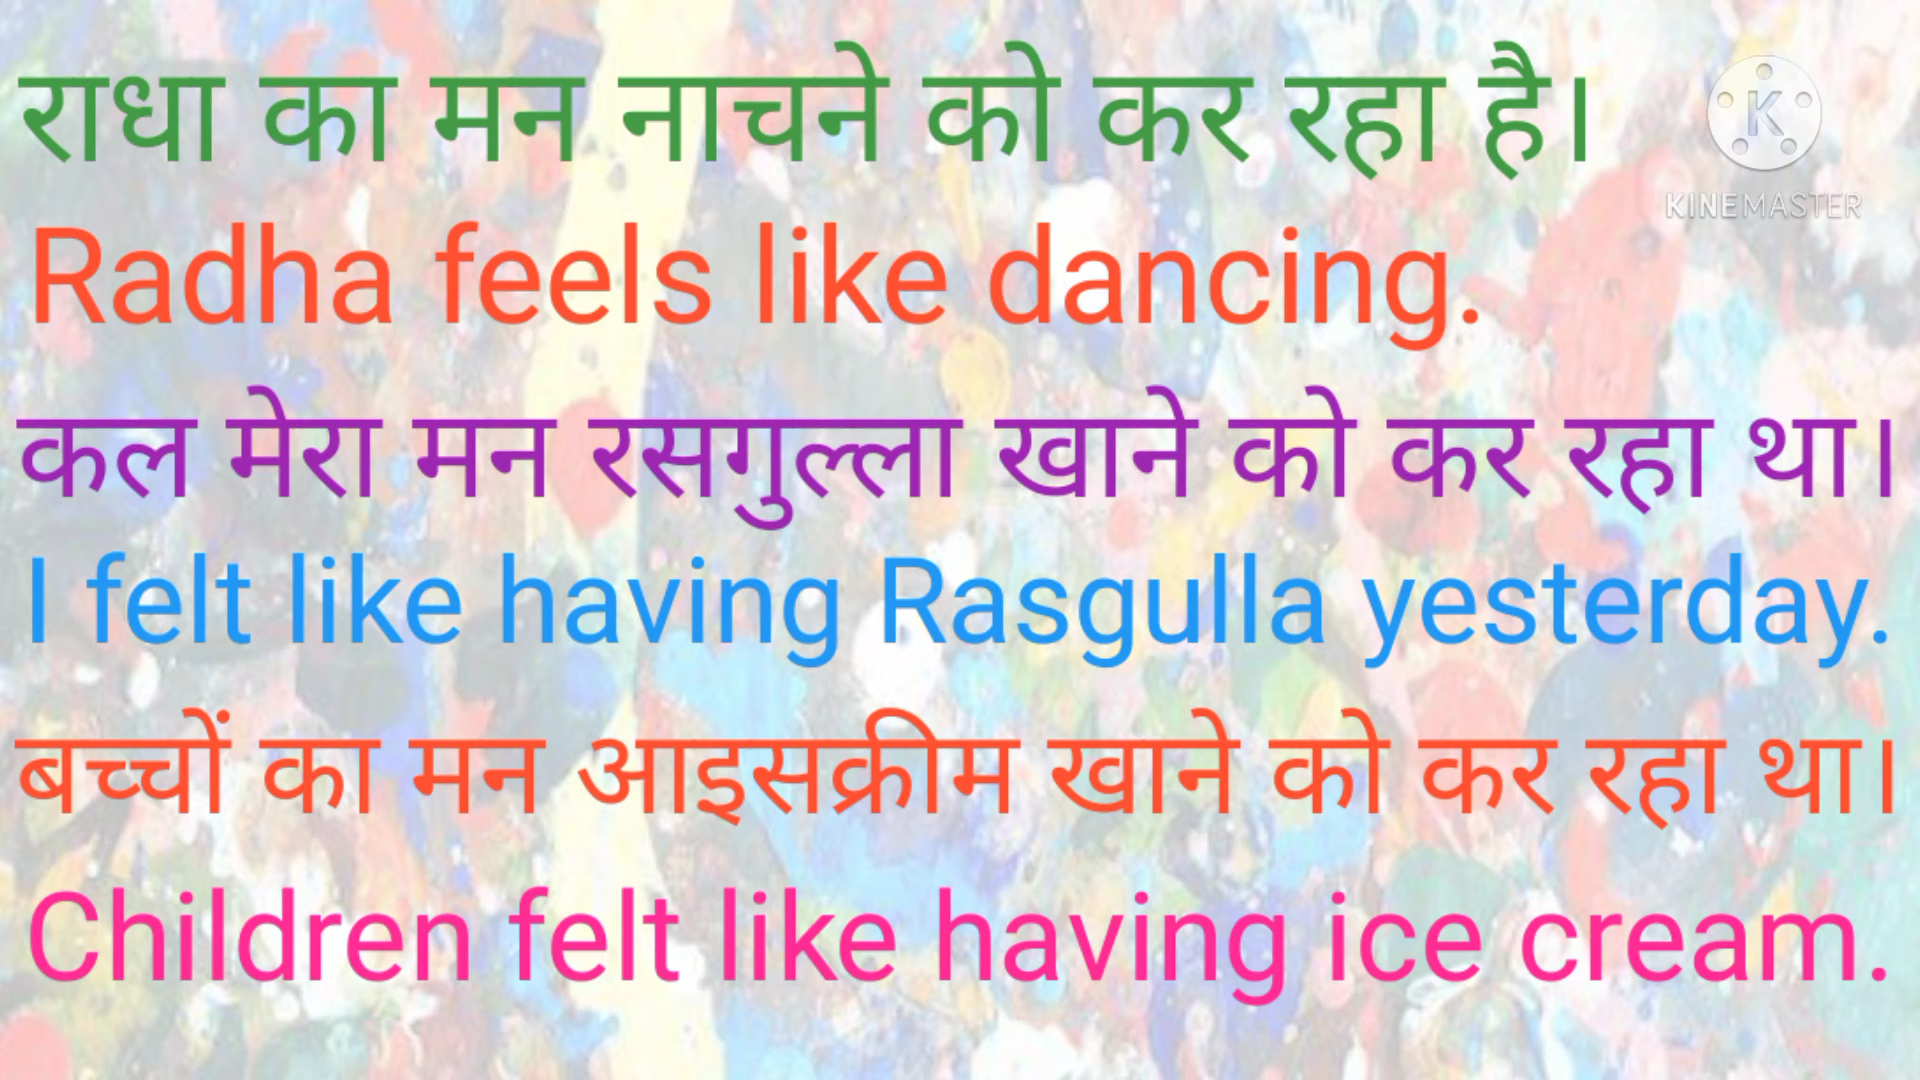 राधा का मन नाचने को कर रहा है।
KINEMASTER
Radha feels like dancing.
कल मेरा मन रसगुल्ला खाने को कर रहा था।
I felt like having Rasgulla yesterday.
बच्चों का मन आइसक्रीम खाने को कर रहा था।
Children felt like having ice cream.